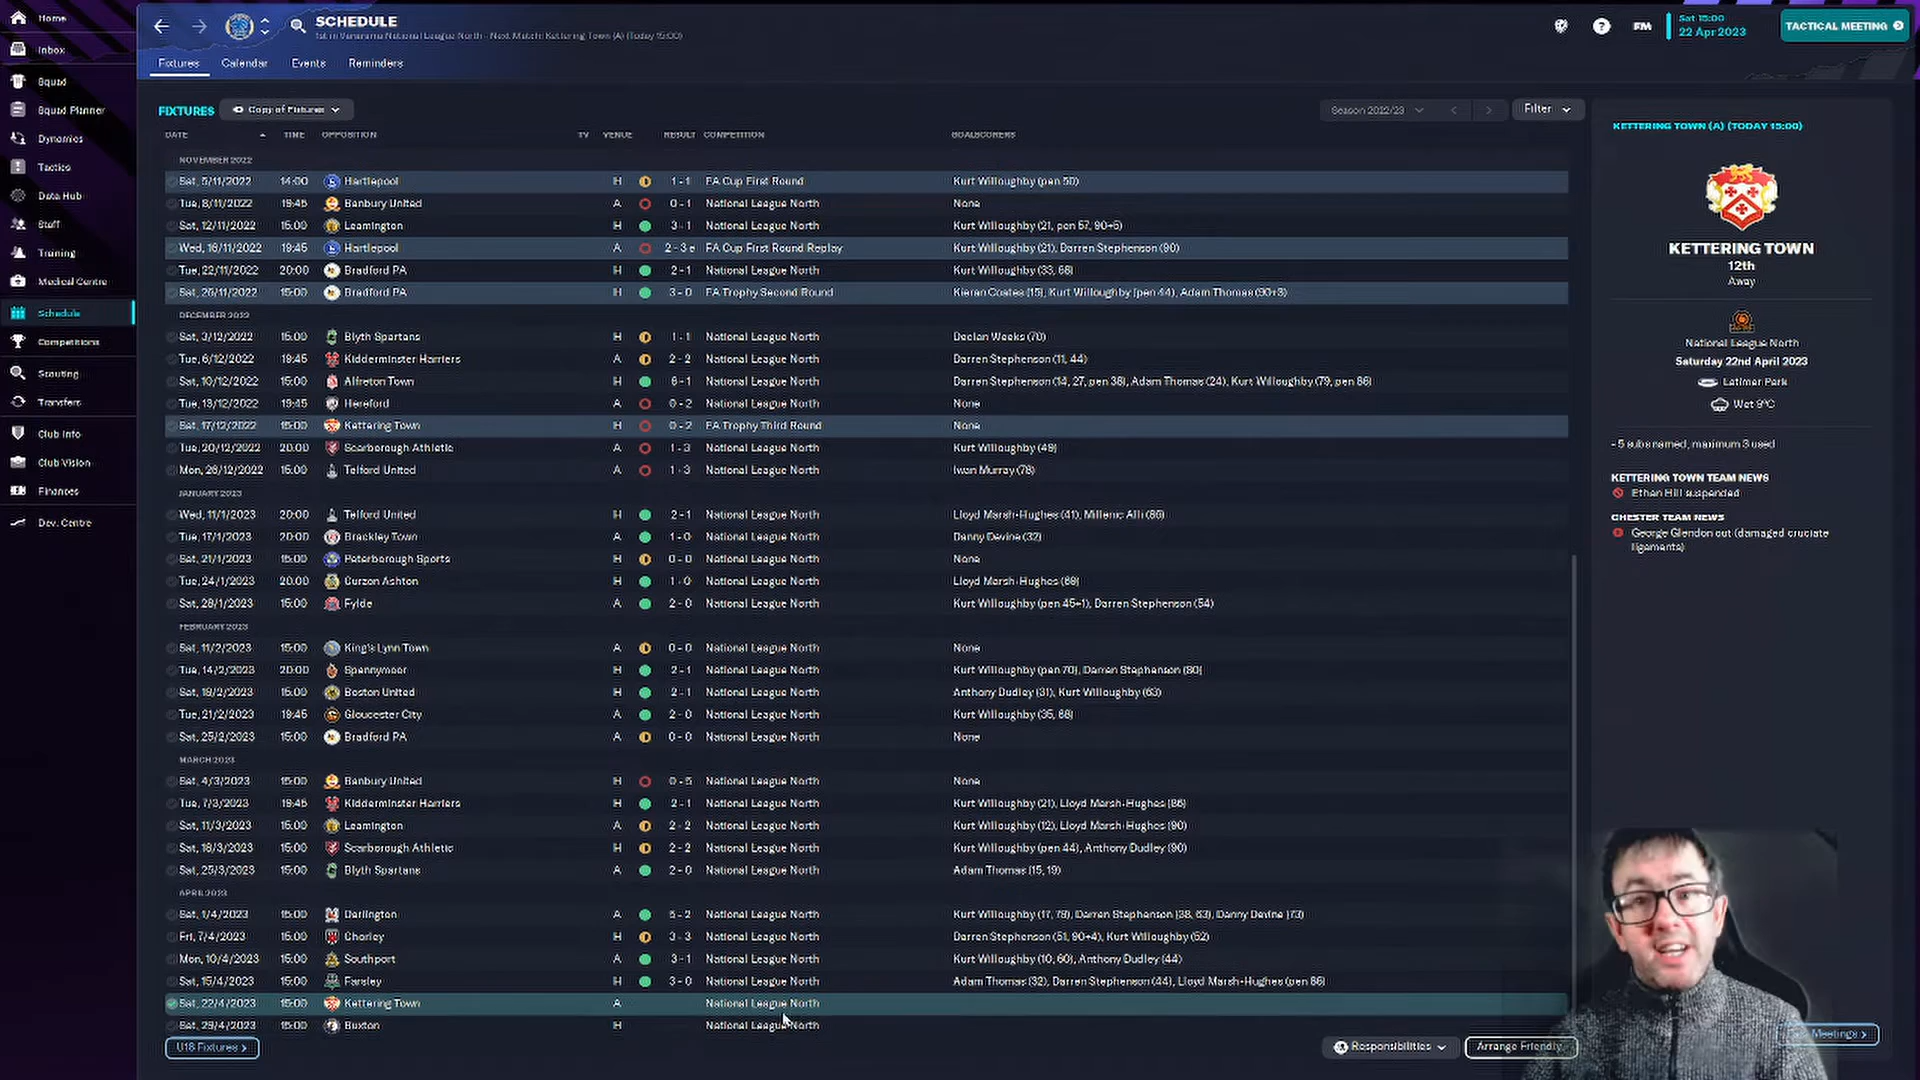 Home
Inbox
Squad
Squad Planner
Dynamics
Tactics
Data Hub
Staff
Training
Medical Centre
Schedule
Competitions
Scouting
Transfers
Club Info
Club Vision
Finances
Dev. Centre
SCHEDULE
1st in Vanarama National League North - Next Match: Kettering Town (A) (Today 15:00)
FM
Sat 15:00
22 Apr 2023
TACTICAL MEETING
Fixtures Calendar Events Reminders
FIXTURES Copy of Fixtures Season 2022/23 Filter
DATE TIME OPPOSITION TV VENUE RESULT COMPETITION GOALSCORERS
NOVEMBER 2022
Sat, 5/11/2022 14:00 Hartlepool H 1-1 FA Cup First Round Kurt Willoughby (pen 50)
Tue, 8/11/2022 19:45 Banbury United A 0-1 National League North None
Sat, 12/11/2022 15:00 Leamington H 3-1 National League North Kurt Willoughby (21, pen 57, 90+5)
Wed, 16/11/2022 19:45 Hartlepool A 2-3 e FA Cup First Round Replay Kurt Willoughby (21), Darren Stephenson (90)
Tue, 22/11/2022 20:00 Bradford PA H 2-1 National League North Kurt Willoughby (33, 68)
Sat, 26/11/2022 15:00 Bradford PA H 3-0 FA Trophy Second Round Kieran Coates (15), Kurt Willoughby (pen 44), Adam Thomas (90+3)
DECEMBER 2022
Sat, 3/12/2022 15:00 Blyth Spartans H 1-1 National League North Declan Weeks (70)
Tue, 6/12/2022 19:45 Kidderminster Harriers A 2-2 National League North Darren Stephenson (11, 44)
Sat, 10/12/2022 15:00 Alfreton Town H 6-1 National League North Darren Stephenson (14, 27, pen 38), Adam Thomas (24), Kurt Willoughby (79, pen 86)
Tue, 13/12/2022 19:45 Hereford A 0-2 National League North None
Sat, 17/12/2022 15:00 Kettering Town H 0-2 FA Trophy Third Round None
Tue, 20/12/2022 20:00 Scarborough Athletic A 1-3 National League North Kurt Willoughby (49)
Mon, 26/12/2022 15:00 Telford United A 1-3 National League North Iwan Murray (78)
JANUARY 2023
Wed, 11/1/2023 20:00 Telford United H 2-1 National League North Lloyd Marsh-Hughes (41), Millenic Alli (86)
Tue, 17/1/2023 20:00 Brackley Town A 1-0 National League North Danny Devine (32)
Sat, 21/1/2023 15:00 Peterborough Sports H 0-0 National League North None
Tue, 24/1/2023 20:00 Curzon Ashton H 1-0 National League North Lloyd Marsh-Hughes (69)
Sat, 28/1/2023 15:00 Fylde A 2-0 National League North Kurt Willoughby (pen 45+1), Darren Stephenson (54)
FEBRUARY 2023
Sat, 11/2/2023 15:00 King's Lynn Town A 0-0 National League North None
Tue, 14/2/2023 20:00 Spennymoor H 2-1 National League North Kurt Willoughby (pen 70), Darren Stephenson (80)
Sat, 18/2/2023 15:00 Boston United H 2-1 National League North Anthony Dudley (31), Kurt Willoughby (63)
Tue, 21/2/2023 19:45 Gloucester City A 2-0 National League North Kurt Willoughby (35, 68)
Sat, 25/2/2023 15:00 Bradford PA A 0-0 National League North None
MARCH 2023
Sat, 4/3/2023 15:00 Banbury United H 0-5 National League North None
Tue, 7/3/2023 19:45 Kidderminster Harriers H 2-1 National League North Kurt Willoughby (21), Lloyd Marsh-Hughes (86)
Sat, 11/3/2023 15:00 Leamington A 2-2 National League North Kurt Willoughby (12), Lloyd Marsh-Hughes (90)
Sat, 18/3/2023 15:00 Scarborough Athletic H 2-2 National League North Kurt Willoughby (pen 44), Anthony Dudley (90)
Sat, 25/3/2023 15:00 Blyth Spartans A 2-0 National League North Adam Thomas (15, 19)
APRIL 2023
Sat, 1/4/2023 15:00 Darlington A 5-2 National League North Kurt Willoughby (17, 79), Darren Stephenson (38, 63), Danny Devine (73)
Fri, 7/4/2023 15:00 Chorley H 3-3 National League North Darren Stephenson (51, 90+4), Kurt Willoughby (52)
Mon, 10/4/2023 15:00 Southport A 3-1 National League North Kurt Willoughby (10, 60), Anthony Dudley (44)
Sat, 15/4/2023 15:00 Farsley H 3-0 National League North Adam Thomas (32), Darren Stephenson (44), Lloyd Marsh-Hughes (pen 86)
Sat, 22/4/2023 15:00 Kettering Town A National League North
Sat, 29/4/2023 15:00 Buxton H National League North
U18 Fixtures > Responsibilities Arrange Friendly Meetings >
KETTERING TOWN (A) (TODAY 15:00)
KETTERING TOWN
12th
Away
National League North
Saturday 22nd April 2023
Latimer Park
Wet 9°C
- 5 subs named, maximum 3 used
KETTERING TOWN TEAM NEWS
Ethan Hill suspended
CHESTER TEAM NEWS
George Glendon out (damaged cruciate
ligaments)